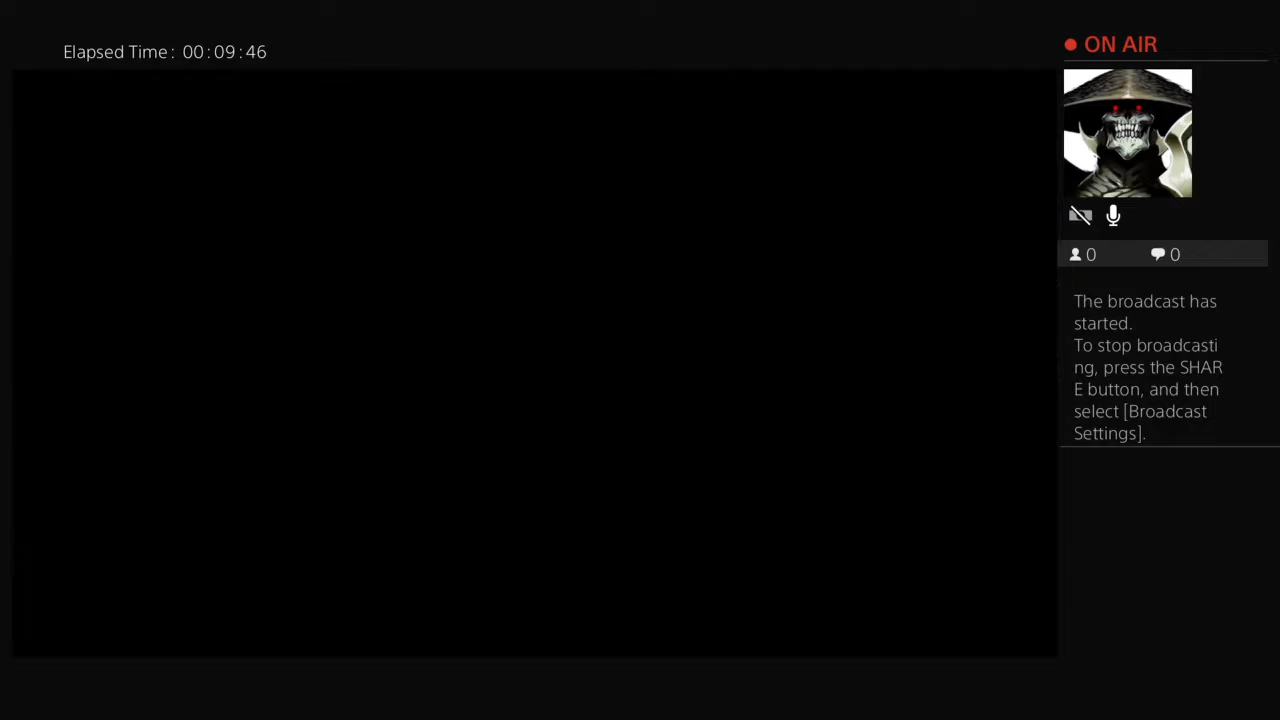 Elapsed Time: 00:09:46
ON AIR
0 0
The broadcast has
started.
To stop broadcasti
ng, press the SHAR
E button, and then
select [Broadcast
Settings].